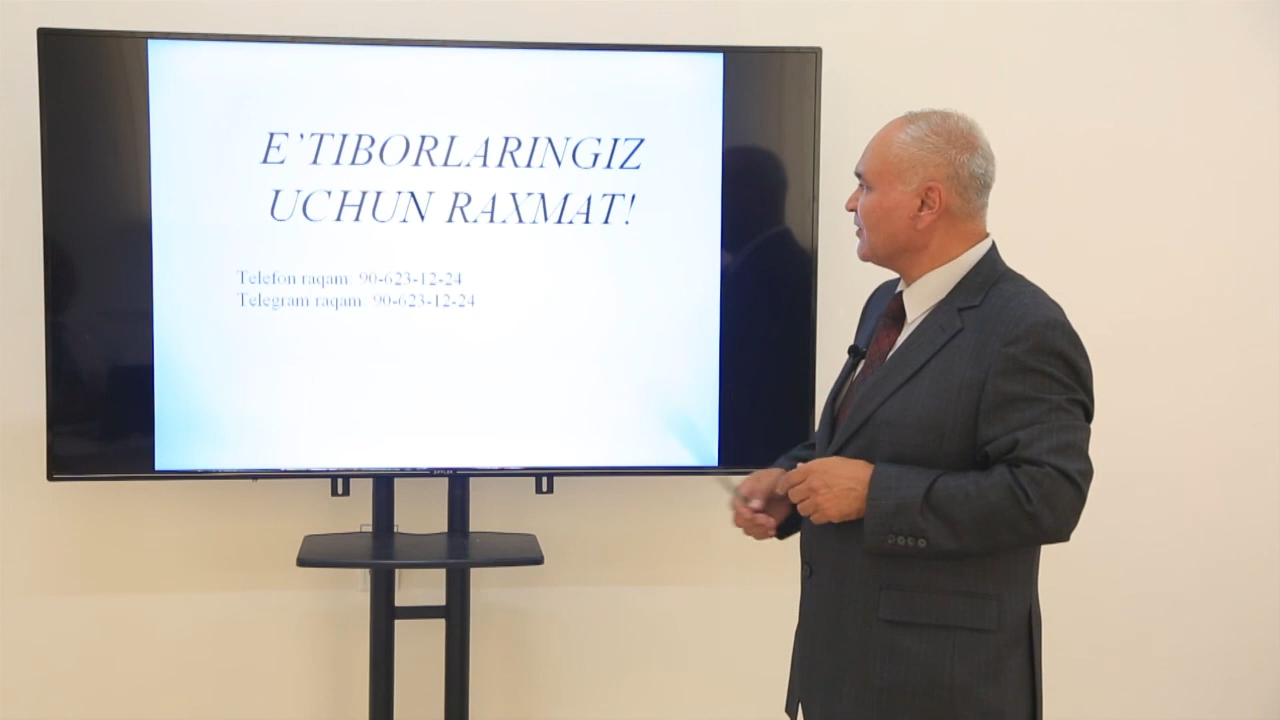 E'TIBORLARINGIZ
UCHUN RAXMAT!
Telefon raqam: 90-623-12-24
Telegram raqam: 90-623-12-24